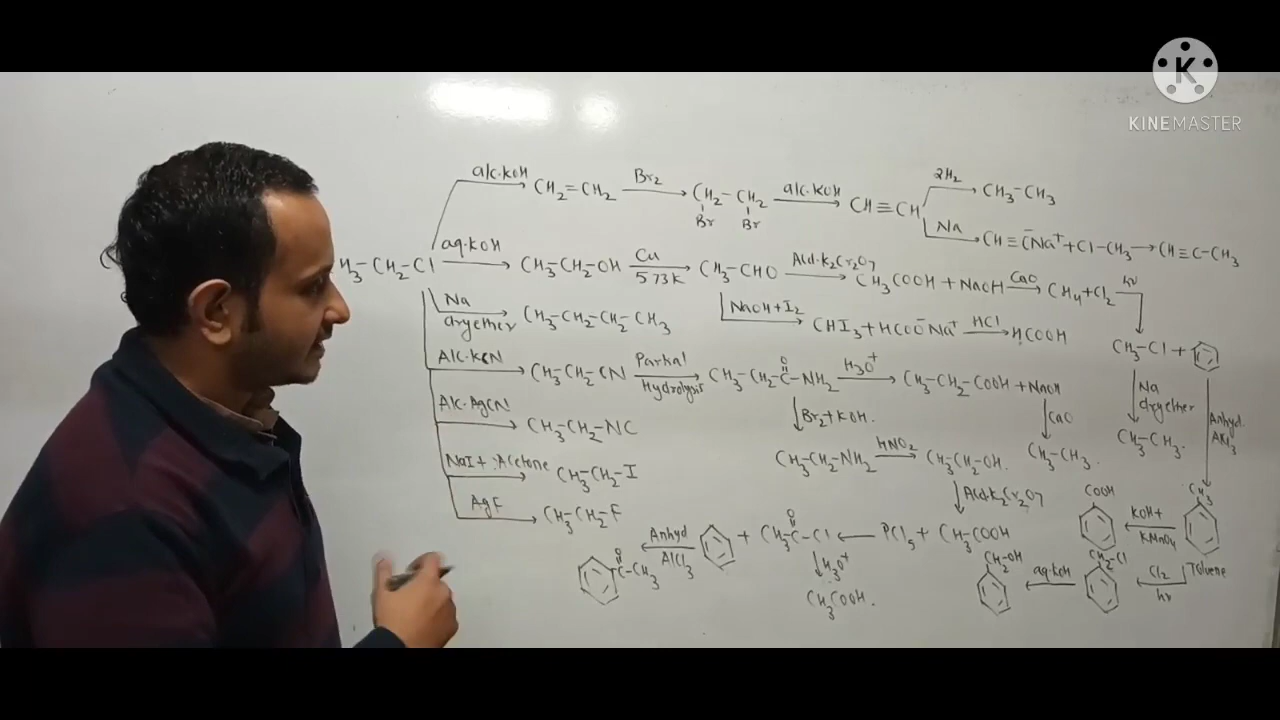 KINEMASTER
alc·KOH CH₂=CH₂ Br₂ CH₂-CH₂ alc·KOH CH≡CH 2H₂ CH₃-CH₃
Br Br
Na CH≡C̄Na⁺+Cl-CH₃→CH≡C-CH₃
H₃-CH₂-Cl aq·KOH CH₃-CH₂-OH Cu 573K CH₃-CHO Acd·K₂Cr₂O₇ CH₃COOH+NaOH CaO CH₄+Cl₂ hν
Na dryether CH₃-CH₂-CH₂-CH₃ NaOH+I₂ CHI₃+HCOO⁻Na⁺ HCl HCOOH
CH₃-Cl+
Alc·KCN CH₃-CH₂-CN Partial Hydrolysis CH₃-CH₂-C-NH₂ H₃O⁺ CH₃-CH₂-COOH+NaOH
O
Na dryether Anhyd. AlCl₃
Alc·AgCN CH₃-CH₂-NC Br₂+KOH. CaO
CH₃-CH₂-NH₂ HNO₂ CH₃-CH₂-OH. CH₃-CH₃. CH₃-CH₃.
NaI+Acetone CH₃-CH₂-I
Acd·K₂Cr₂O₇ COOH KOH+ KMnO₄ CH₃
AgF CH₃-CH₂-F
C-CH₃ Anhyd AlCl₃ + CH₃-C-Cl ← PCl₅+CH₃COOH
O O
H₃O⁺ CH₂-OH aq·KOH CH₂-Cl Cl₂ hν Toluene
CH₃COOH.